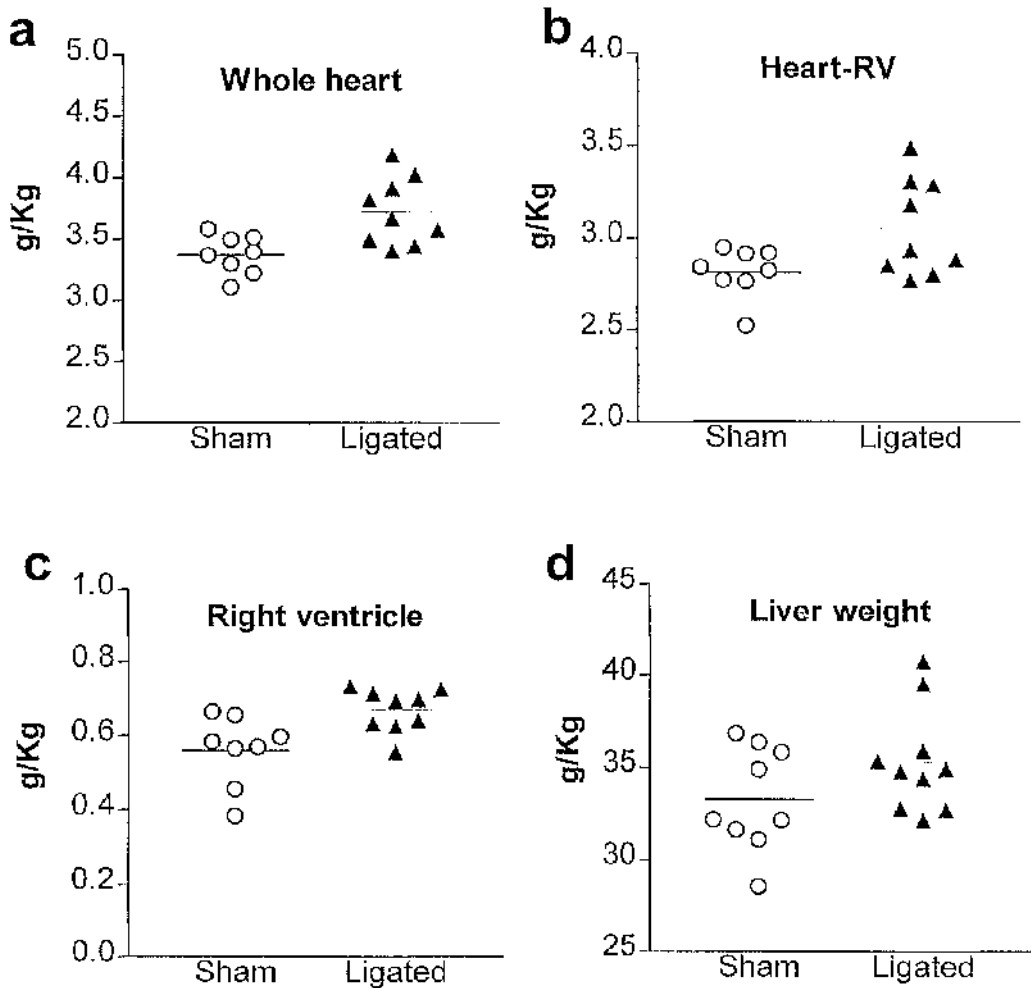 a
Whole heart
g/Kg
5.0
4.5
4.0
3.5
3.0
2.5
2.0
Sham Ligated
b
Heart-RV
g/Kg
4.0
3.5
3.0
2.5
2.0
Sham Ligated
c
Right ventricle
g/Kg
1.0
0.8
0.6
0.4
0.2
0.0
Sham Ligated
d
Liver weight
g/Kg
45
40
35
30
25
Sham Ligated